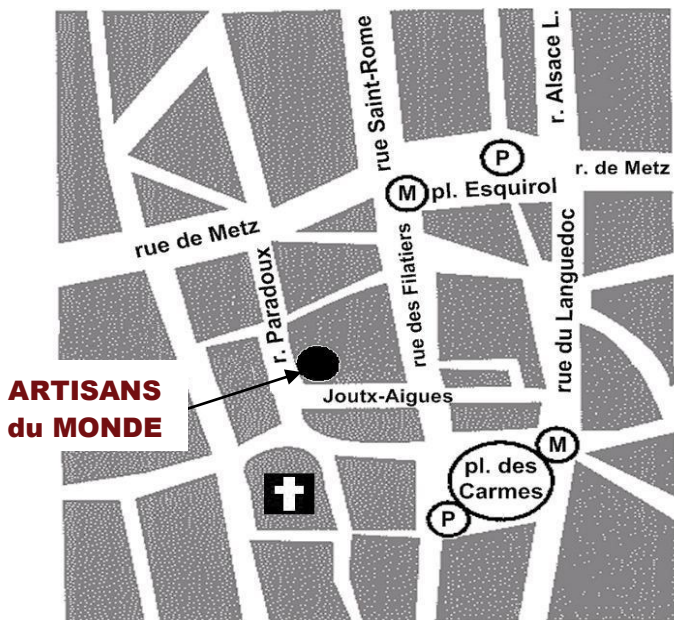 rue Saint-Rome
r. Alsace L.
P
r. de Metz
M
pl. Esquirol
rue de Metz
r. Paradoux
rue des Filatiers
rue du Languedoc
ARTISANS
du MONDE
Joutx-Aigues
M
pl. des
Carmes
P